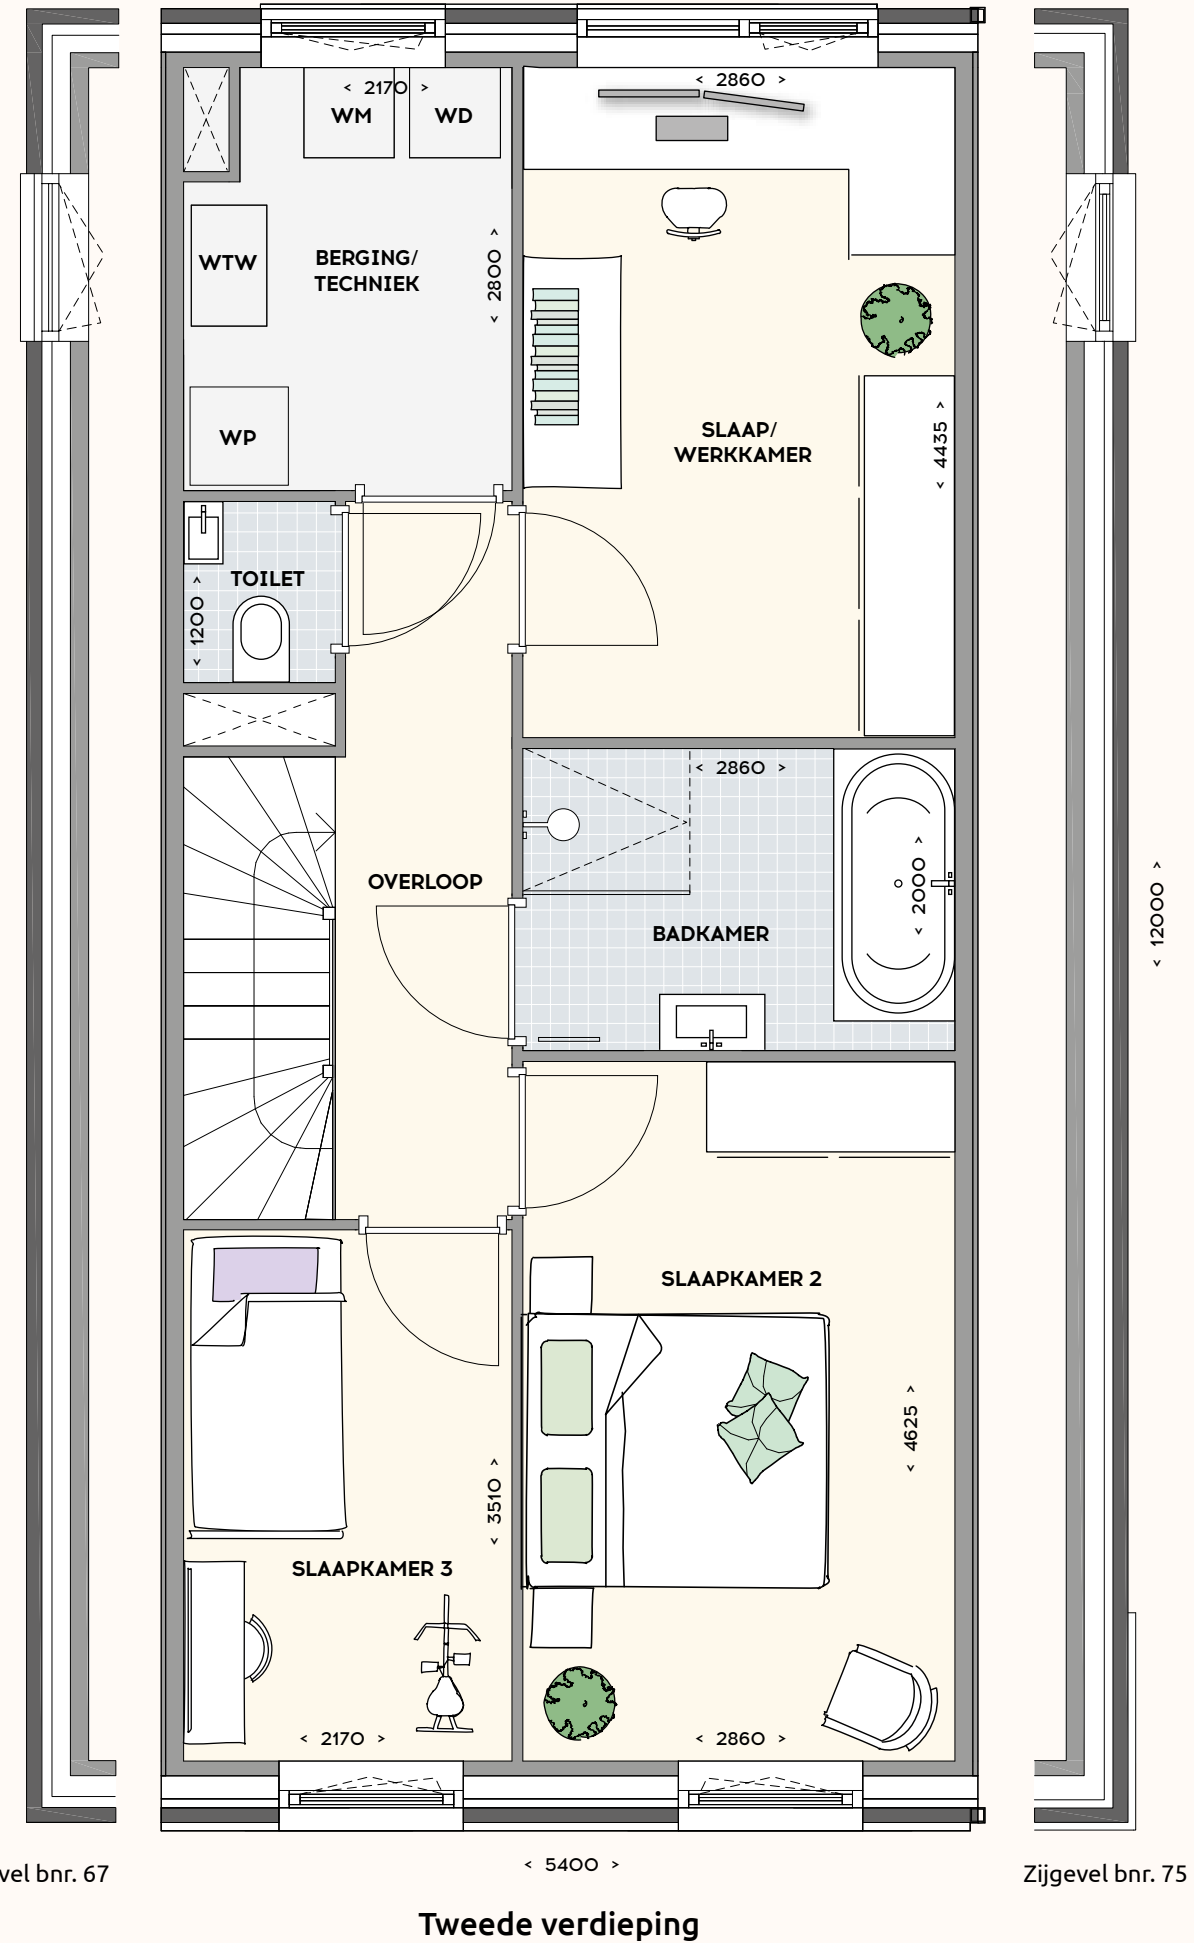 < 2170 >
< 2860 >
WM
WD
WTW
BERGING/
TECHNIEK
< 2800 >
WP
SLAAP/
WERKKAMER
< 4435 >
TOILET
< 1200 >
< 2860 >
OVERLOOP
BADKAMER
< 2000 >
< 12000 >
SLAAPKAMER 2
< 4625 >
< 3510 >
SLAAPKAMER 3
< 2170 >
< 2860 >
vel bnr. 67
< 5400 >
Zijgevel bnr. 75
Tweede verdieping